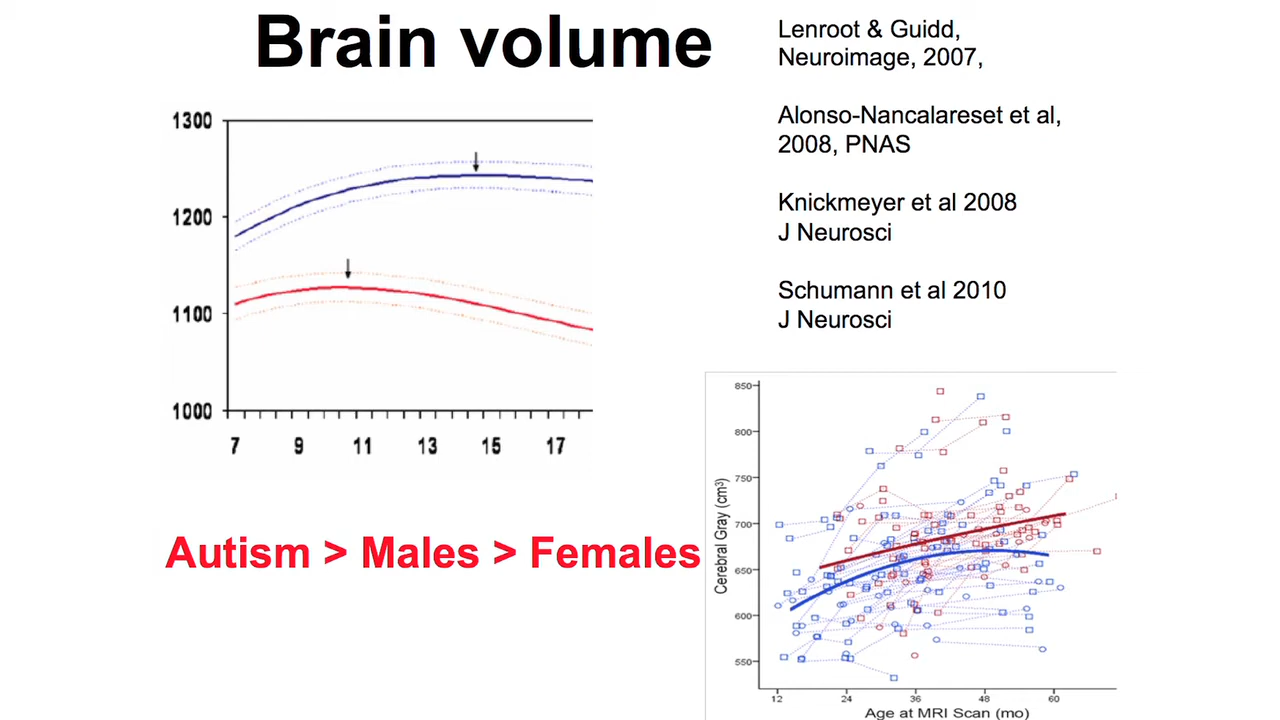 Brain volume
Lenroot & Guidd,
Neuroimage, 2007,
Alonso-Nancalareset et al,
2008, PNAS
Knickmeyer et al 2008
J Neurosci
Schumann et al 2010
J Neurosci
1300
1200
1100
1000
7 9 11 13 15 17
Autism > Males > Females
850
800
750
700
650
600
550
Cerebral Gray (cm³)
12 24 36 48 60
Age at MRI Scan (mo)